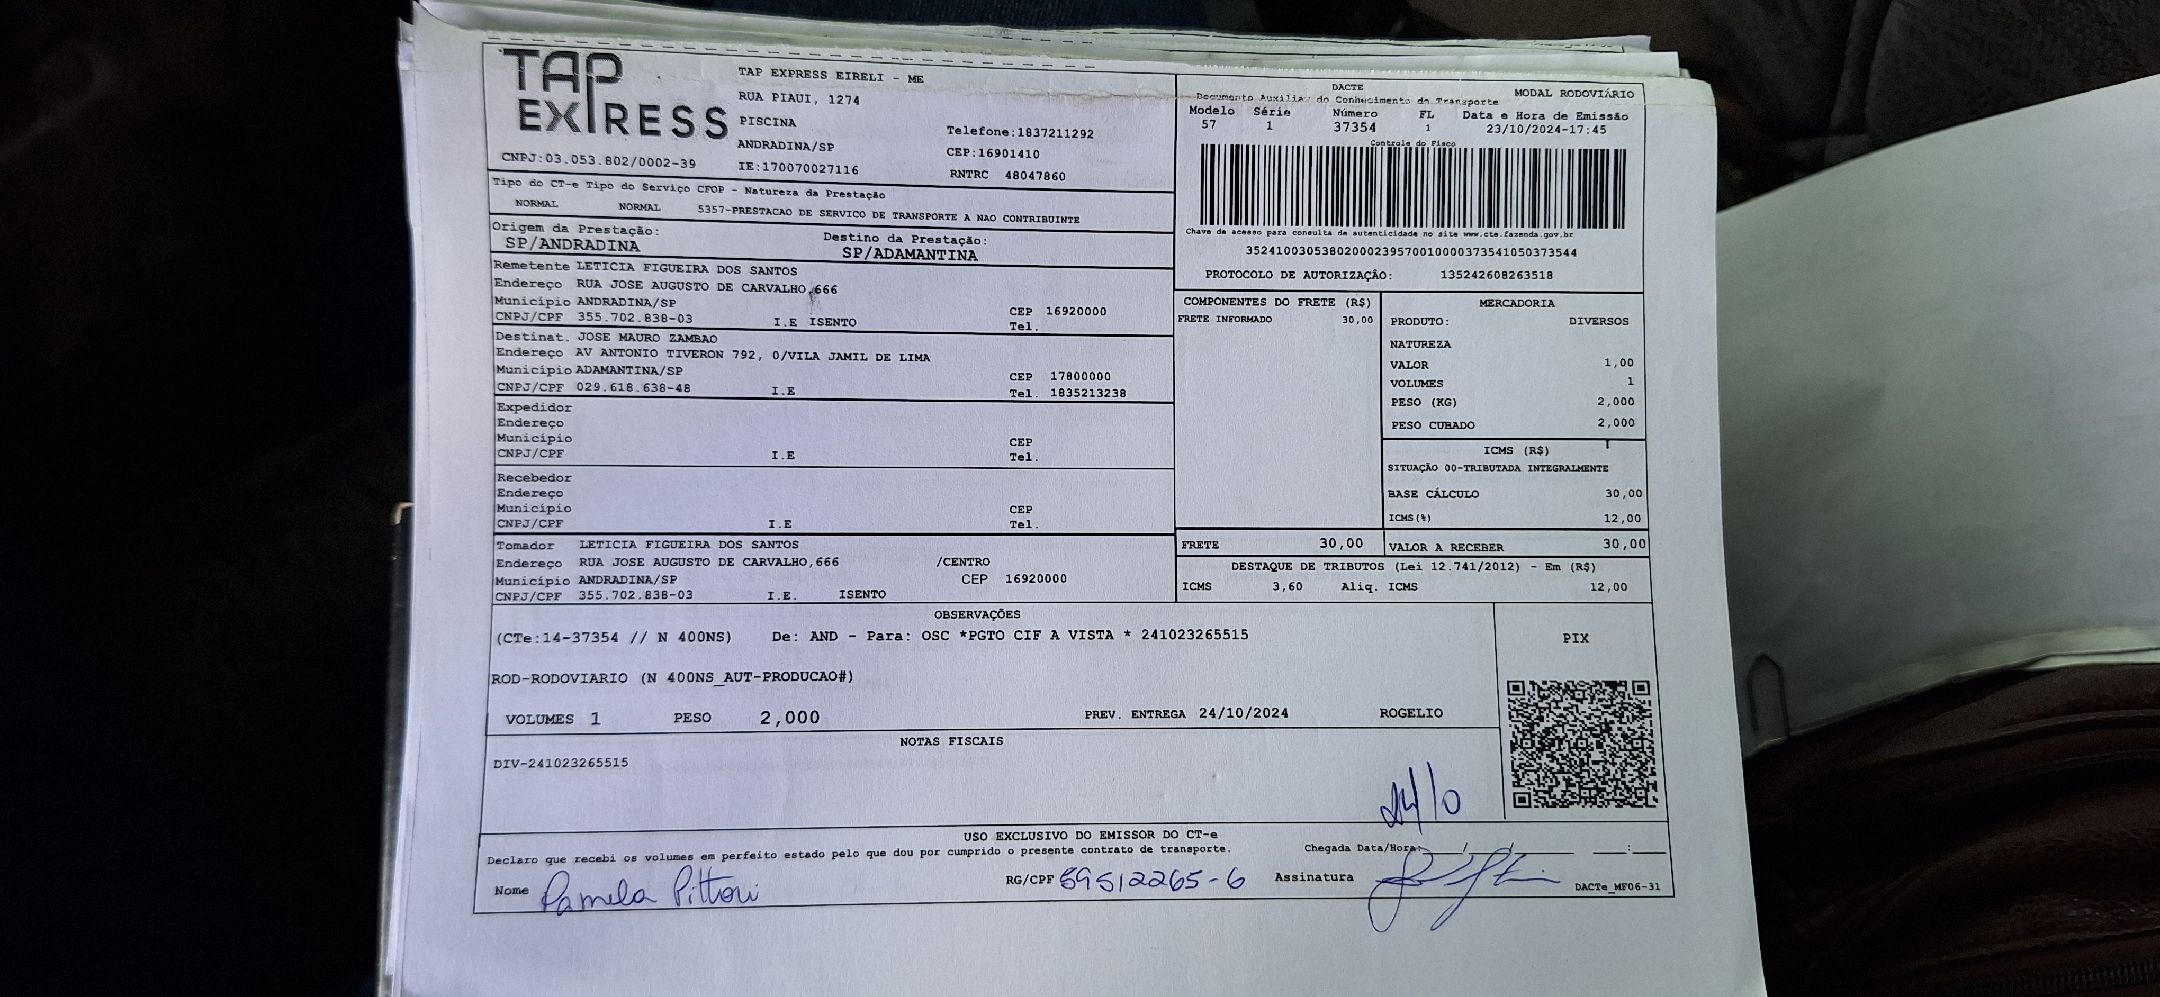 TAP
EXPRESS
TAP EXPRESS EIRELI - ME
RUA PIAUI, 1274
PISCINA
Telefone:1837211292
ANDRADINA/SP
CEP:16901410
CNPJ:03.053.802/0002-39
IE:170070027116
RNTRC 48047860
Tipo do CT-e Tipo do Serviço CFOP - Natureza da Prestação
NORMAL NORMAL 5357-PRESTACAO DE SERVICO DE TRANSPORTE A NAO CONTRIBUINTE
Origem da Prestação: Destino da Prestação:
SP/ANDRADINA SP/ADAMANTINA
DACTE MODAL RODOVIÁRIO
Documento Auxiliar do Conhecimento de Transporte
Modelo Série Número FL Data e Hora de Emissão
57 1 37354 1 23/10/2024-17:45
Controle do Fisco
Chave de acesso para consulta de autenticidade no site www.cte.fazenda.gov.br
35241003053802000239570010000373541050373544
PROTOCOLO DE AUTORIZAÇÃO: 135242608263518
Remetente LETICIA FIGUEIRA DOS SANTOS
Endereço RUA JOSE AUGUSTO DE CARVALHO,666
Município ANDRADINA/SP CEP 16920000
CNPJ/CPF 355.702.838-03 I.E ISENTO Tel.
Destinat. JOSE MAURO ZAMBAO
Endereço AV ANTONIO TIVERON 792, 0/VILA JAMIL DE LIMA
Município ADAMANTINA/SP CEP 17800000
CNPJ/CPF 029.618.638-48 I.E Tel. 1835213238
Expedidor
Endereço
Município CEP
CNPJ/CPF I.E Tel.
Recebedor
Endereço
Município CEP
CNPJ/CPF I.E Tel.
Tomador LETICIA FIGUEIRA DOS SANTOS
Endereço RUA JOSE AUGUSTO DE CARVALHO,666 /CENTRO
Município ANDRADINA/SP CEP 16920000
CNPJ/CPF 355.702.838-03 I.E. ISENTO
COMPONENTES DO FRETE (R$)
FRETE INFORMADO 30,00
MERCADORIA
PRODUTO: DIVERSOS
NATUREZA
VALOR 1,00
VOLUMES 1
PESO (KG) 2,000
PESO CUBADO 2,000
ICMS (R$)
SITUAÇÃO 00-TRIBUTADA INTEGRALMENTE
BASE CÁLCULO 30,00
ICMS(%) 12,00
FRETE 30,00 VALOR A RECEBER 30,00
DESTAQUE DE TRIBUTOS (Lei 12.741/2012) - Em (R$)
ICMS 3,60 Aliq. ICMS 12,00
OBSERVAÇÕES
(CTe:14-37354 // N 400NS) De: AND - Para: OSC *PGTO CIF A VISTA * 241023265515
PIX
ROD-RODOVIARIO (N 400NS_AUT-PRODUCAO#)
VOLUMES 1 PESO 2,000 PREV. ENTREGA 24/10/2024 ROGELIO
NOTAS FISCAIS
DIV-241023265515
24/10
USO EXCLUSIVO DO EMISSOR DO CT-e
Declaro que recebi os volumes em perfeito estado pelo que dou por cumprido o presente contrato de transporte. Chegada Data/Hora:
Nome Pamela Pittori RG/CPF 59512265-6 Assinatura
DACTe_MF06-31